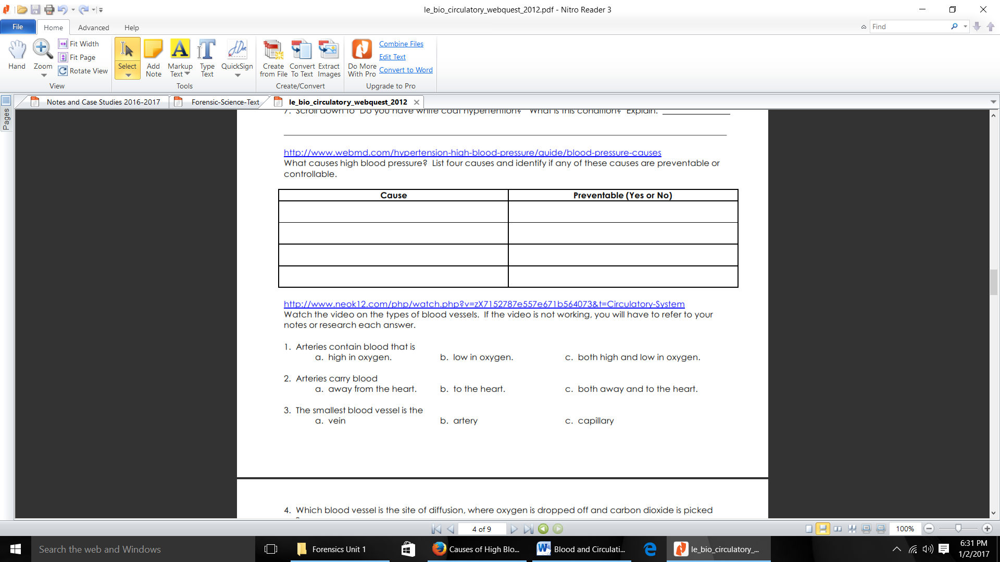 le_bio_circulatory_webquest_2012.pdf - Nitro Reader 3
File Home Advanced Help
Find
Hand
Zoom
Fit Width
Fit Page
Rotate View
View
Select
Add Note
Markup Text
Type Text
QuickSign
Tools
Create from File
Convert To Text
Extract Images
Create/Convert
Do More With Pro
Combine Files
Edit Text
Convert to Word
Upgrade to Pro
Pages
Notes and Case Studies 2016-2017
Forensic-Science-Text
le_bio_circulatory_webquest_2012
7. Scroll down to "Do you have white coat hypertention?" What is this condition? Explain.
http://www.webmd.com/hypertension-high-blood-pressure/guide/blood-pressure-causes
What causes high blood pressure? List four causes and identify if any of these causes are preventable or
controllable.
Cause Preventable (Yes or No)
http://www.neok12.com/php/watch.php?v=zX7152787e557e671b564073&t=Circulatory-System
Watch the video on the types of blood vessels. If the video is not working, you will have to refer to your
notes or research each answer.
1. Arteries contain blood that is
a. high in oxygen. b. low in oxygen. c. both high and low in oxygen.
2. Arteries carry blood
a. away from the heart. b. to the heart. c. both away and to the heart.
3. The smallest blood vessel is the
a. vein b. artery c. capillary
4. Which blood vessel is the site of diffusion, where oxygen is dropped off and carbon dioxide is picked
4 of 9
100%
Search the web and Windows
Forensics Unit 1
Causes of High Blo...
Blood and Circulati...
le_bio_circulatory_...
6:31 PM
1/2/2017